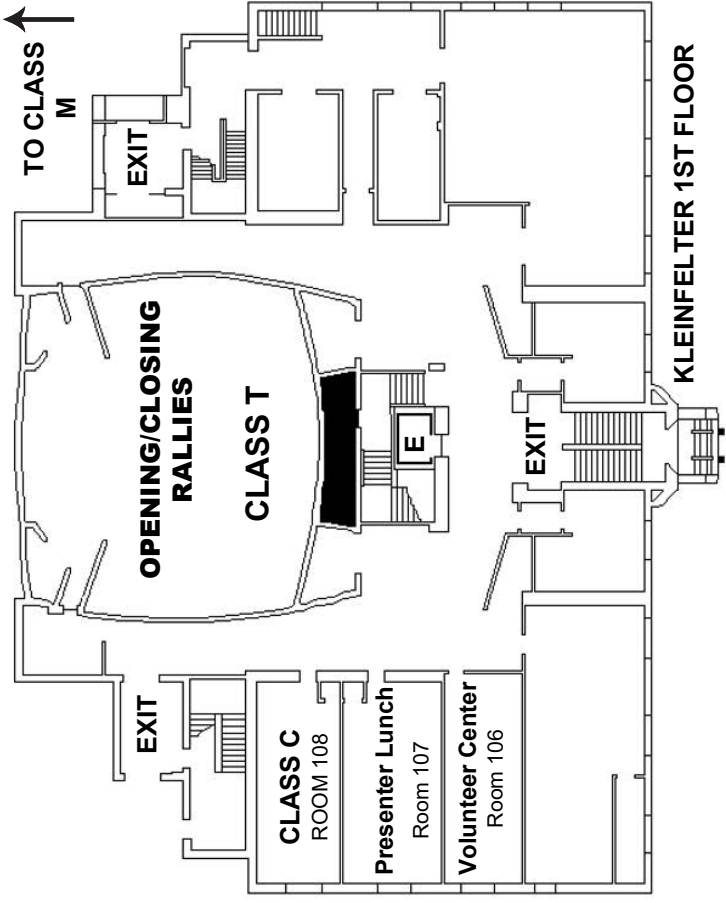 TO CLASS
M
EXIT
OPENING/CLOSING
RALLIES
CLASS T
E
EXIT
EXIT
CLASS C
ROOM 108
Presenter Lunch
Room 107
Volunteer Center
Room 106
KLEINFELTER 1ST FLOOR